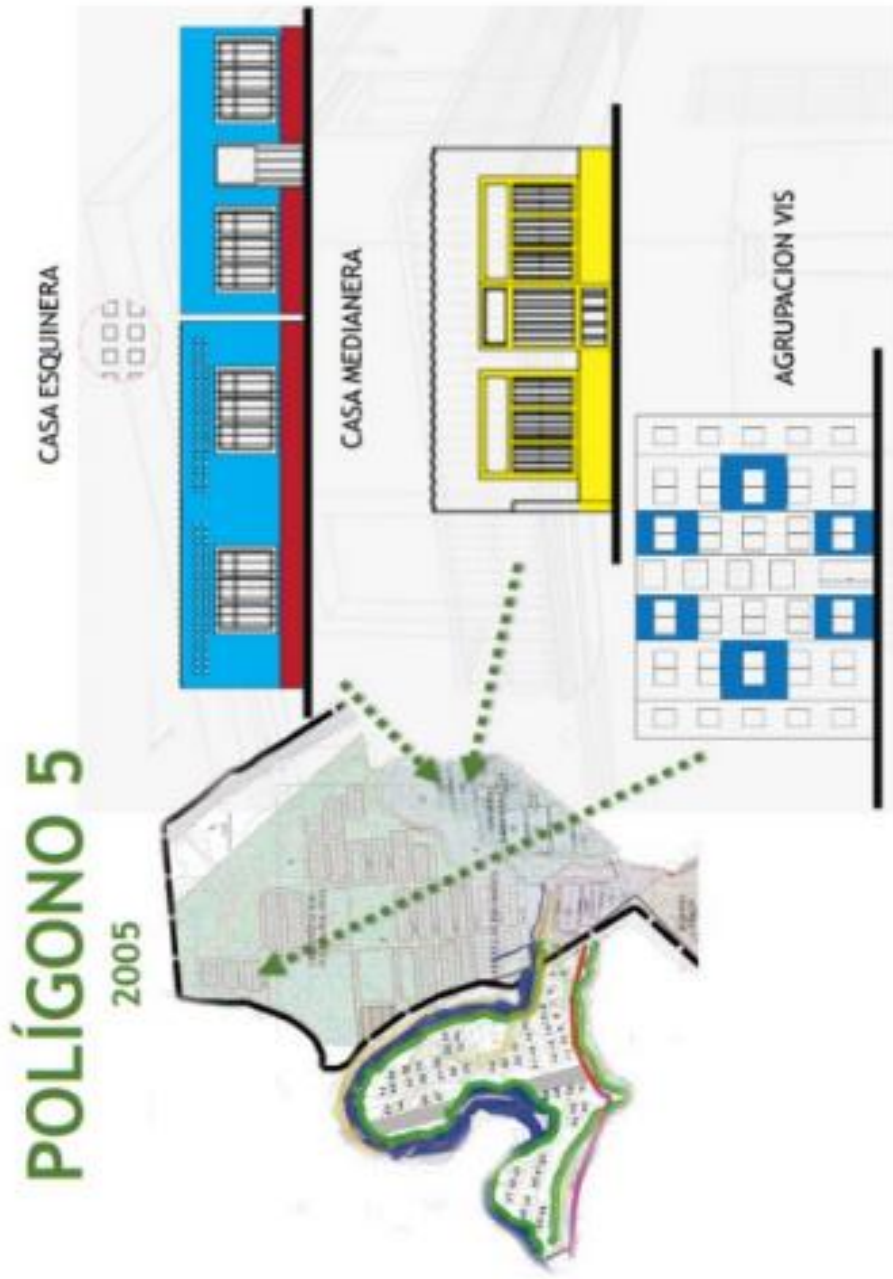 POLÍGONO 5
2005
CASA ESQUINERA
CASA MEDIANERA
AGRUPACION VIS